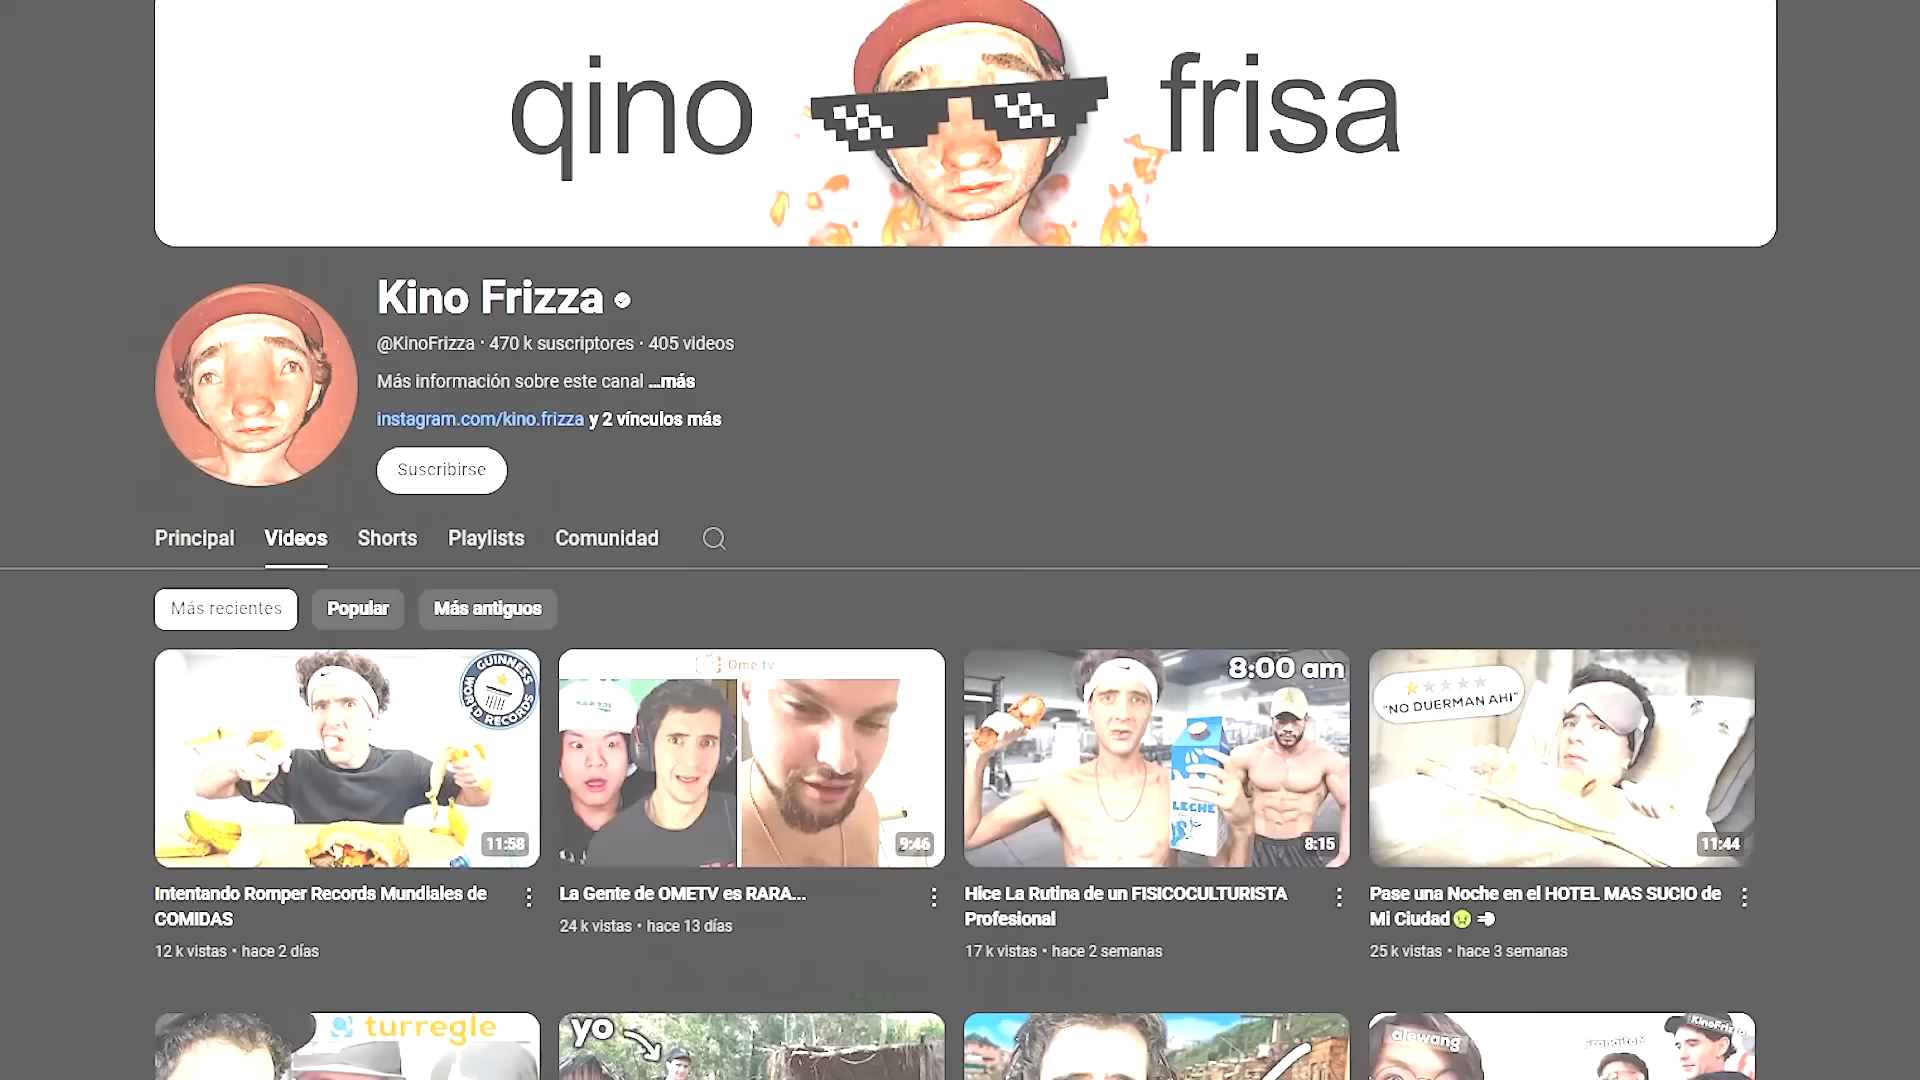 qino frisa
Kino Frizza
@KinoFrizza · 470 k suscriptores · 405 videos
Más información sobre este canal ...más
instagram.com/kino.frizza y 2 vínculos más
Suscribirse
Principal Videos Shorts Playlists Comunidad
Más recientes Popular Más antiguos
GUINNESS
WORLD RECORDS
11:58
Ome tv
9:46
8:00 am
LECHE
8:15
"NO DUERMAN AHI"
11:44
Intentando Romper Records Mundiales de
COMIDAS
12 k vistas · hace 2 días
La Gente de OMETV es RARA...
24 k vistas · hace 13 días
Hice La Rutina de un FISICOCULTURISTA
Profesional
17 k vistas · hace 2 semanas
Pase una Noche en el HOTEL MAS SUCIO de
Mi Ciudad
25 k vistas · hace 3 semanas
turregle
yo
alewang
KinoFrizza